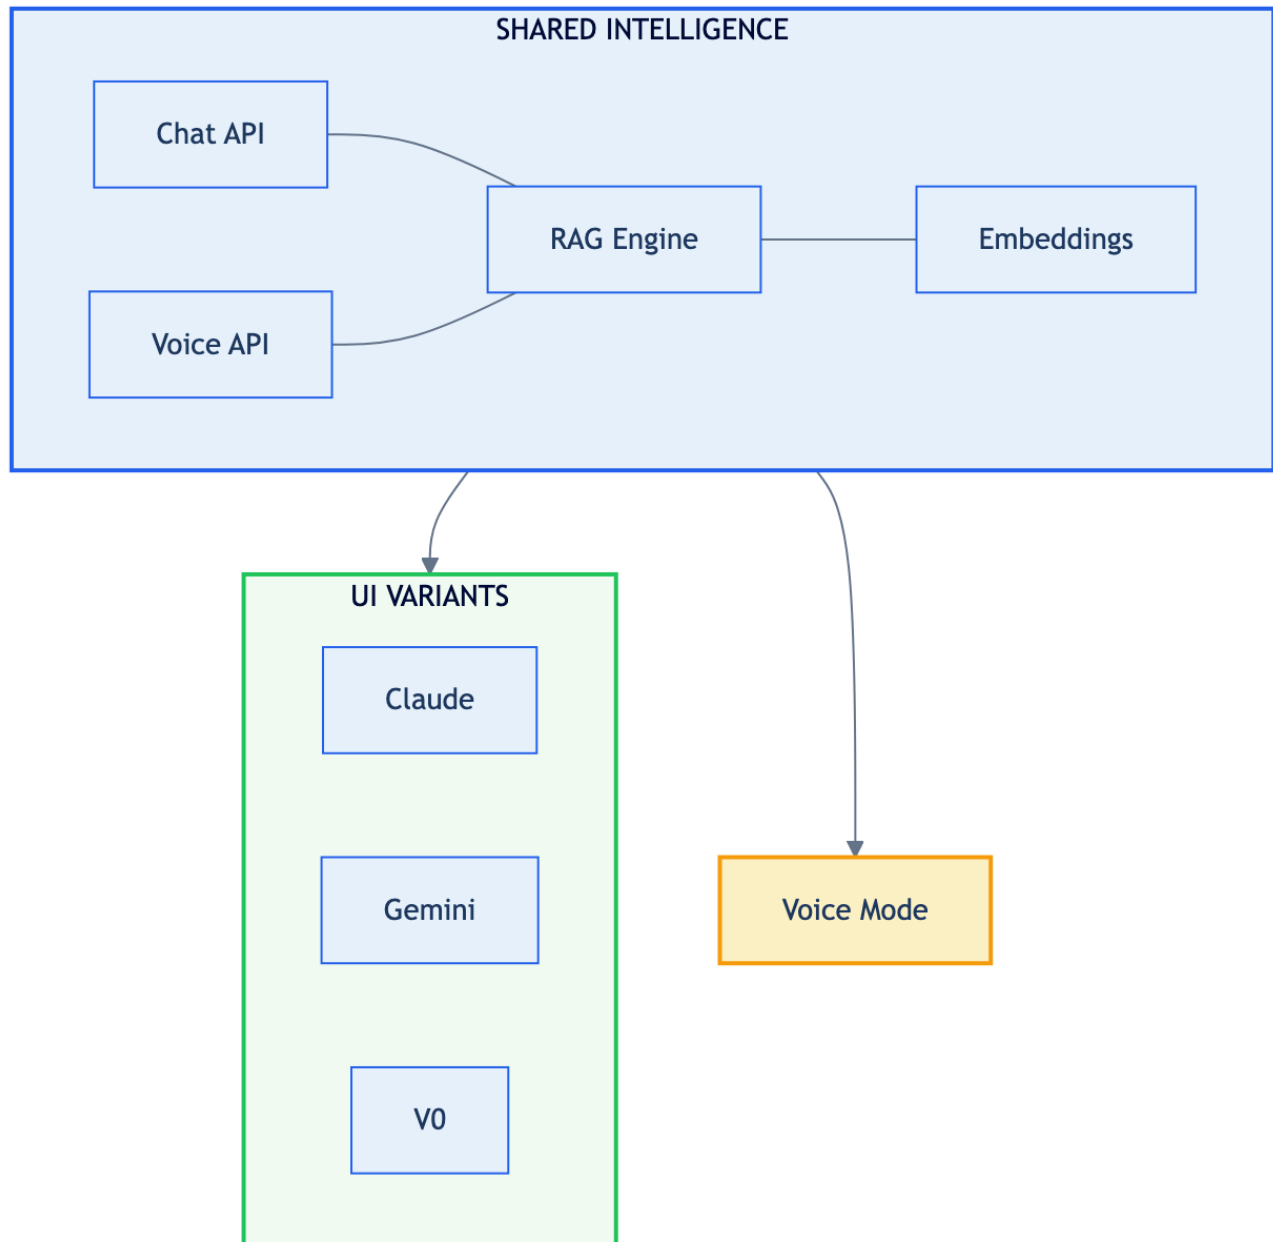 SHARED INTELLIGENCE
Chat API
RAG Engine
Embeddings
Voice API
UI VARIANTS
Claude
Gemini
Voice Mode
V0